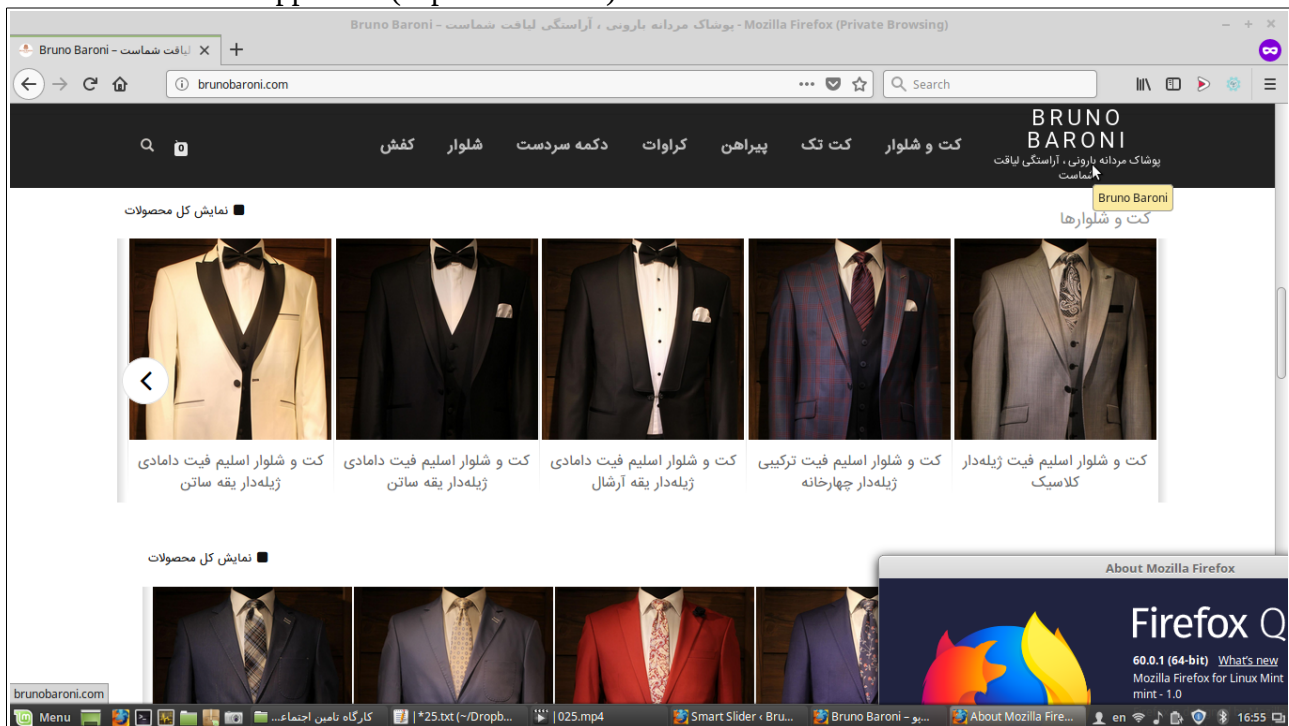 Bruno Baroni – پوشاک مردانه بارونی ، آراستگی لیاقت شماست - Mozilla Firefox (Private Browsing)
Bruno Baroni – لیاقت شماست
brunobaroni.com
Search
BRUNO
BARONI
پوشاک مردانه بارونی ، آراستگی لیاقت
شماست
کت و شلوار
کت تک
پیراهن
کراوات
دکمه سردست
شلوار
کفش
0
Bruno Baroni
کت و شلوارها
نمایش کل محصولات
کت و شلوار اسلیم فیت ژیله‌دار
کلاسیک
کت و شلوار اسلیم فیت ترکیبی
ژیله‌دار چهارخانه
کت و شلوار اسلیم فیت دامادی
ژیله‌دار یقه آرشال
کت و شلوار اسلیم فیت دامادی
ژیله‌دار یقه ساتن
کت و شلوار اسلیم فیت دامادی
ژیله‌دار یقه ساتن
نمایش کل محصولات
About Mozilla Firefox
Firefox Q
60.0.1 (64-bit) What's new
Mozilla Firefox for Linux Mint
mint - 1.0
brunobaroni.com
Menu
کارگاه تامین اجتماع...
*25.txt (~/Dropb...
025.mp4
Smart Slider ‹ Bru...
Bruno Baroni – پو...
About Mozilla Fire...
en
16:55